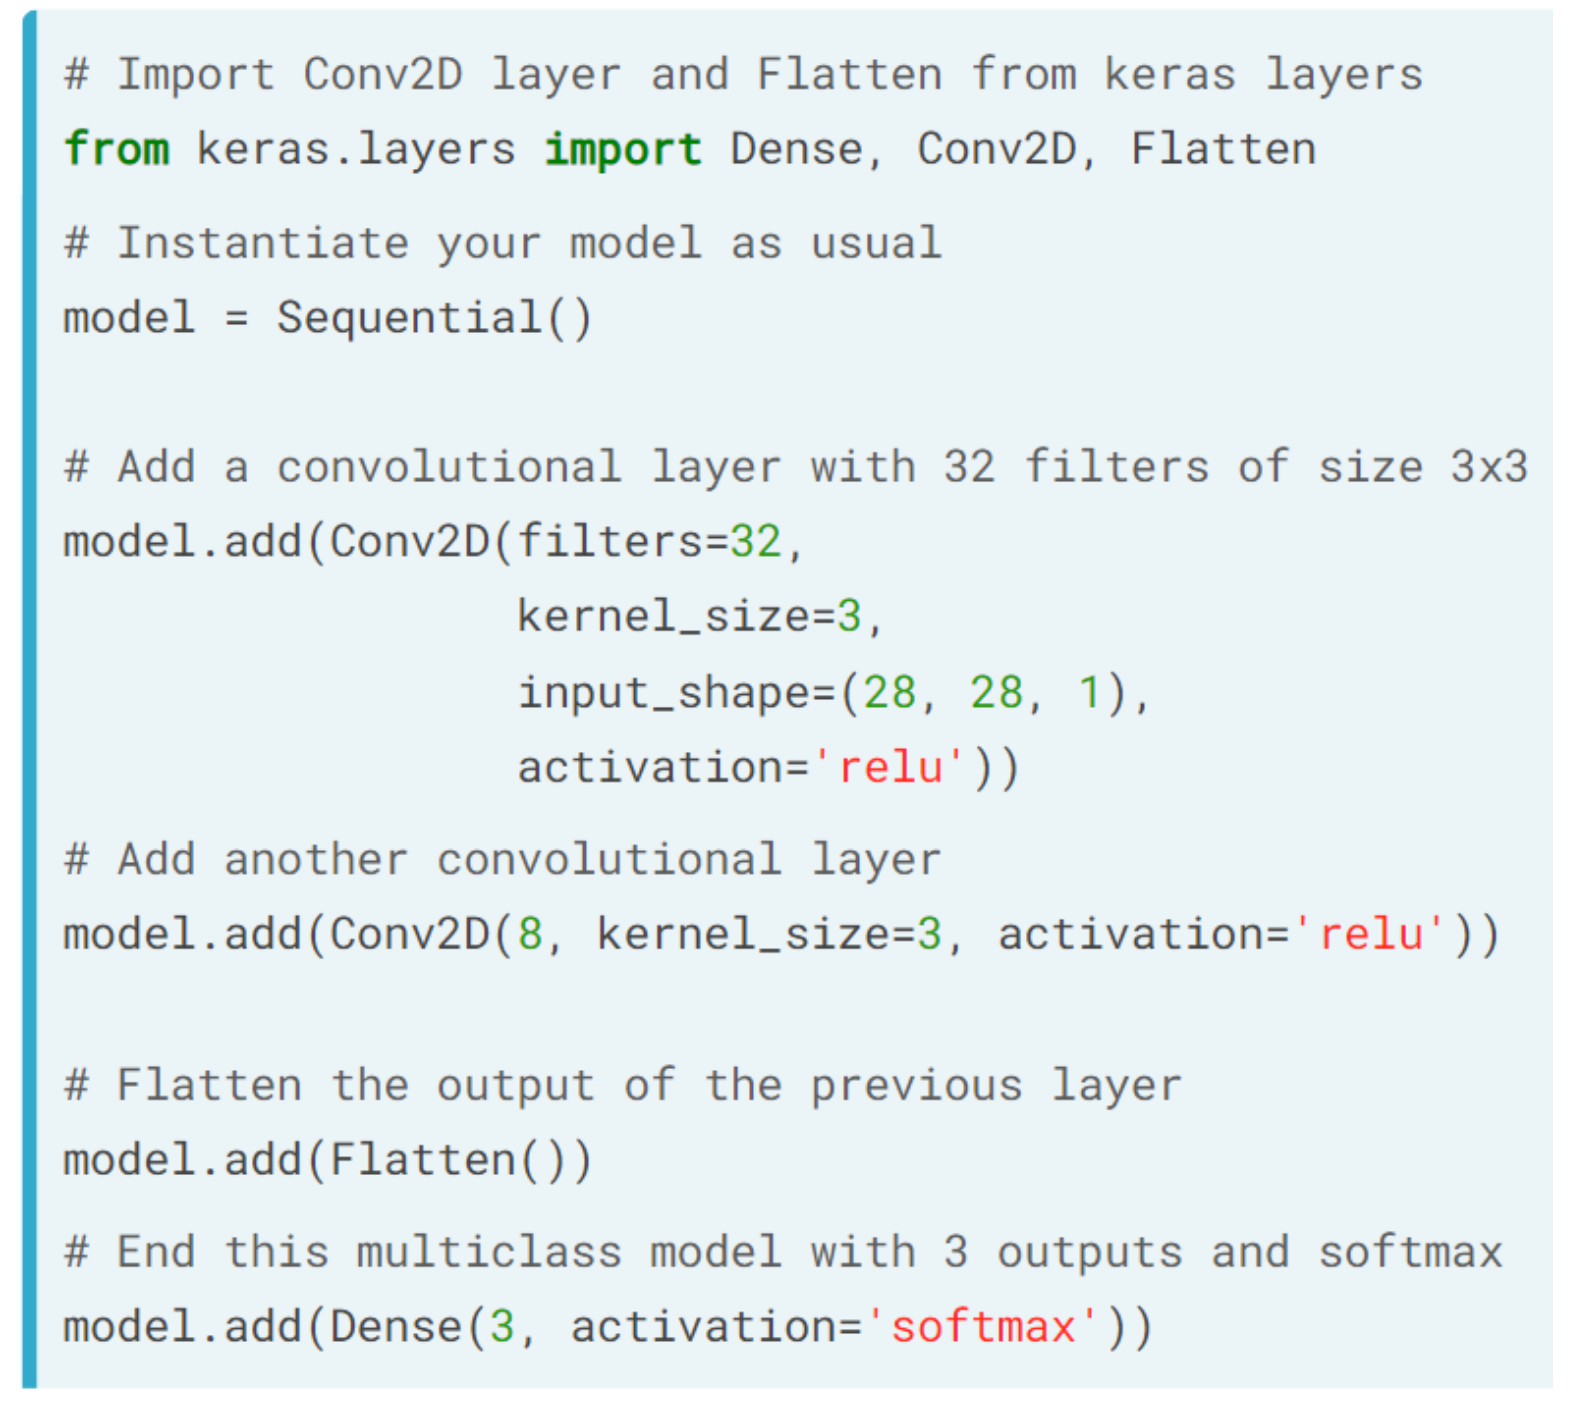 # Import Conv2D layer and Flatten from keras layers
from keras.layers import Dense, Conv2D, Flatten
# Instantiate your model as usual
model = Sequential()
# Add a convolutional layer with 32 filters of size 3x3
model.add(Conv2D(filters=32,
kernel_size=3,
input_shape=(28, 28, 1),
activation='relu'))
# Add another convolutional layer
model.add(Conv2D(8, kernel_size=3, activation='relu'))
# Flatten the output of the previous layer
model.add(Flatten())
# End this multiclass model with 3 outputs and softmax
model.add(Dense(3, activation='softmax'))